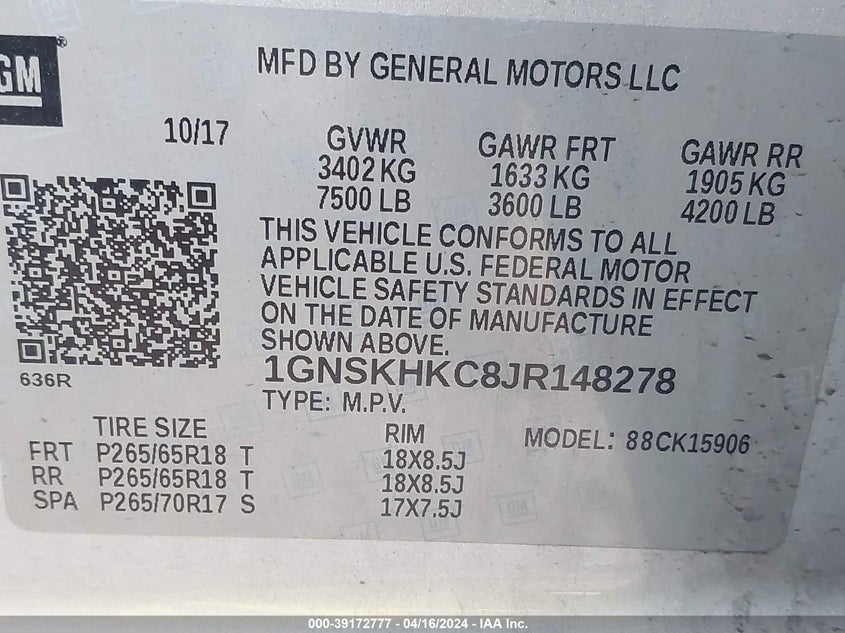 GM
MFD BY GENERAL MOTORS LLC
10/17 GVWR GAWR FRT GAWR RR
3402 KG 1633 KG 1905 KG
7500 LB 3600 LB 4200 LB
THIS VEHICLE CONFORMS TO ALL
APPLICABLE U.S. FEDERAL MOTOR
VEHICLE SAFETY STANDARDS IN EFFECT
ON THE DATE OF MANUFACTURE
SHOWN ABOVE.
636R
1GNSKHKC8JR148278
TYPE: M.P.V.
TIRE SIZE RIM MODEL: 88CK15906
FRT P265/65R18 T 18X8.5J
RR P265/65R18 T 18X8.5J
SPA P265/70R17 S 17X7.5J
000-39172777 - 04/16/2024 - IAA Inc.